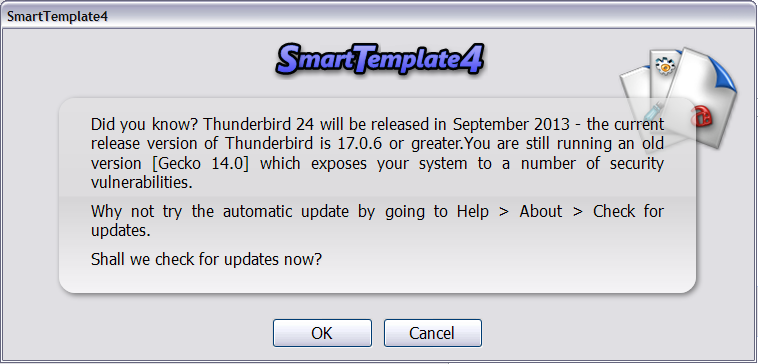 SmartTemplate4
SmartTemplate4
Did you know? Thunderbird 24 will be released in September 2013 - the current
release version of Thunderbird is 17.0.6 or greater.You are still running an old
version [Gecko 14.0] which exposes your system to a number of security
vulnerabilities.
Why not try the automatic update by going to Help > About > Check for
updates.
Shall we check for updates now?
OK Cancel